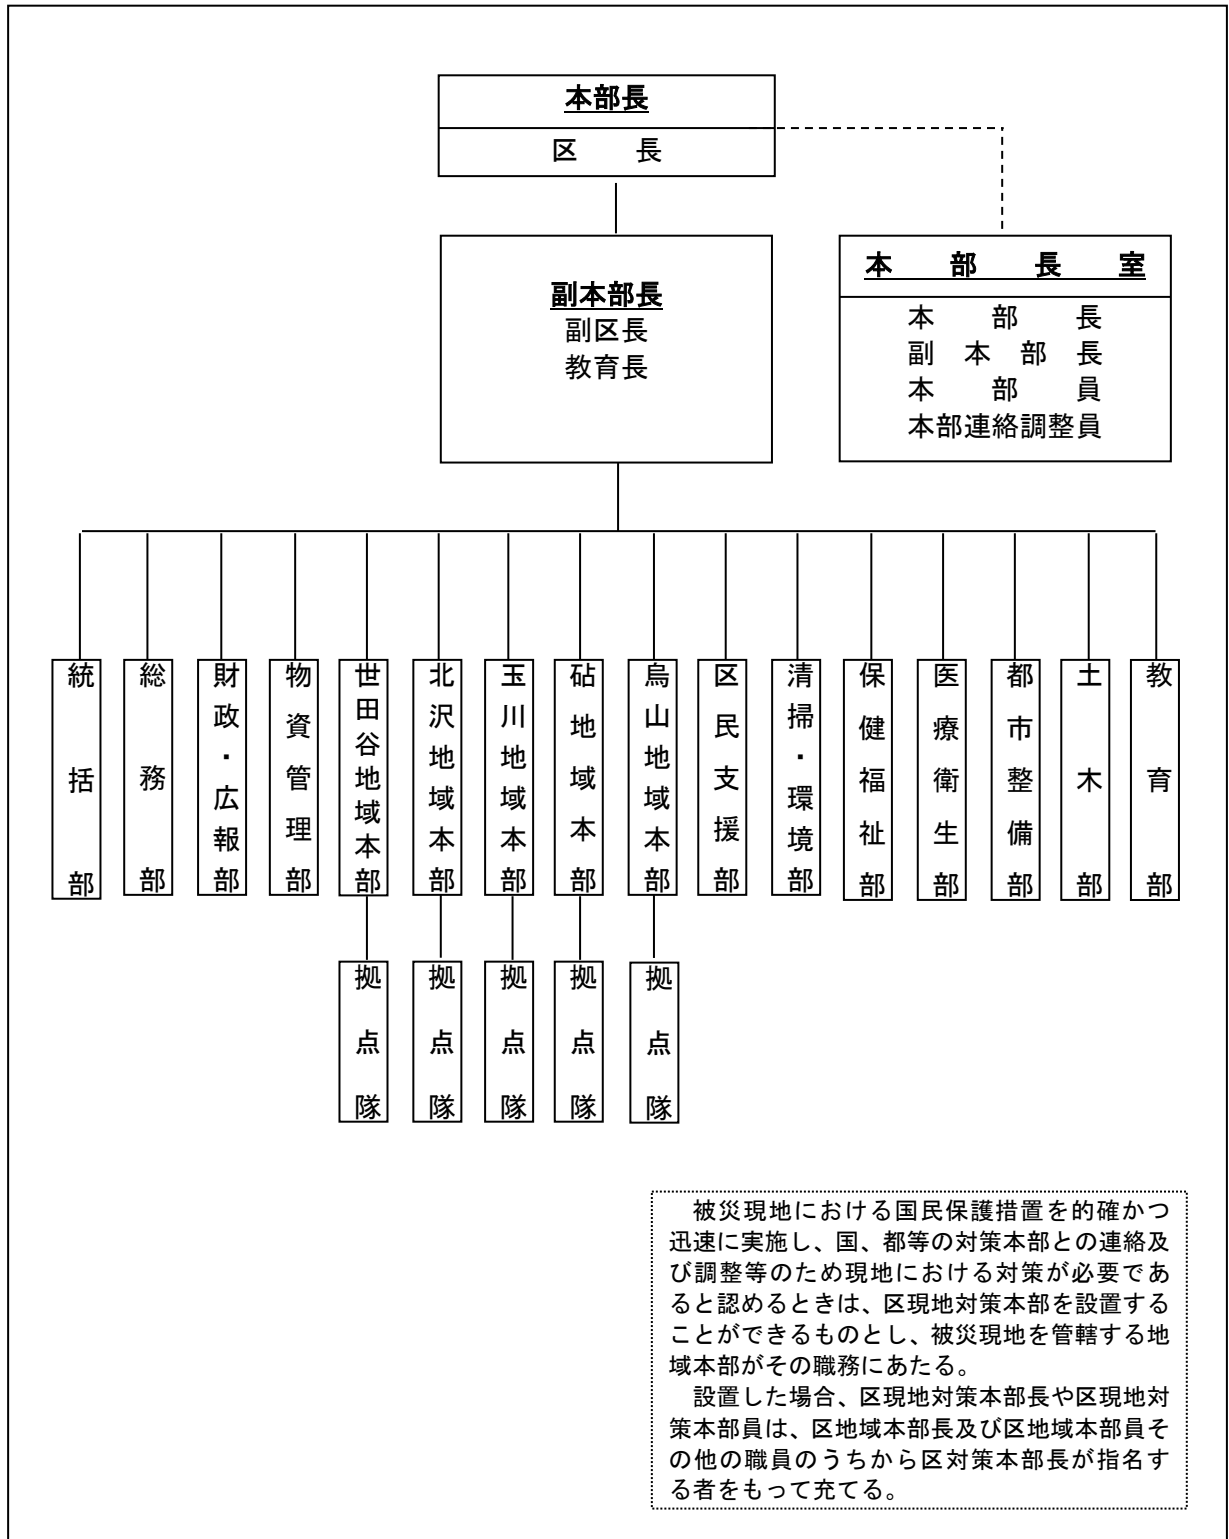 本部長
区　　長
副本部長
副区長
教育長
本　部　長　室
本　　部　　長
副　本　部　長
本　　部　　員
本部連絡調整員
統括部
総務部
財政・広報部
物資管理部
世田谷地域本部
北沢地域本部
玉川地域本部
砧地域本部
烏山地域本部
区民支援部
清掃・環境部
保健福祉部
医療衛生部
都市整備部
土木部
教育部
拠点隊
拠点隊
拠点隊
拠点隊
拠点隊
　被災現地における国民保護措置を的確かつ
迅速に実施し、国、都等の対策本部との連絡及
び調整等のため現地における対策が必要であ
ると認めるときは、区現地対策本部を設置する
ことができるものとし、被災現地を管轄する地
域本部がその職務にあたる。
　設置した場合、区現地対策本部長や区現地対
策本部員は、区地域本部長及び区地域本部員そ
の他の職員のうちから区対策本部長が指名す
る者をもって充てる。